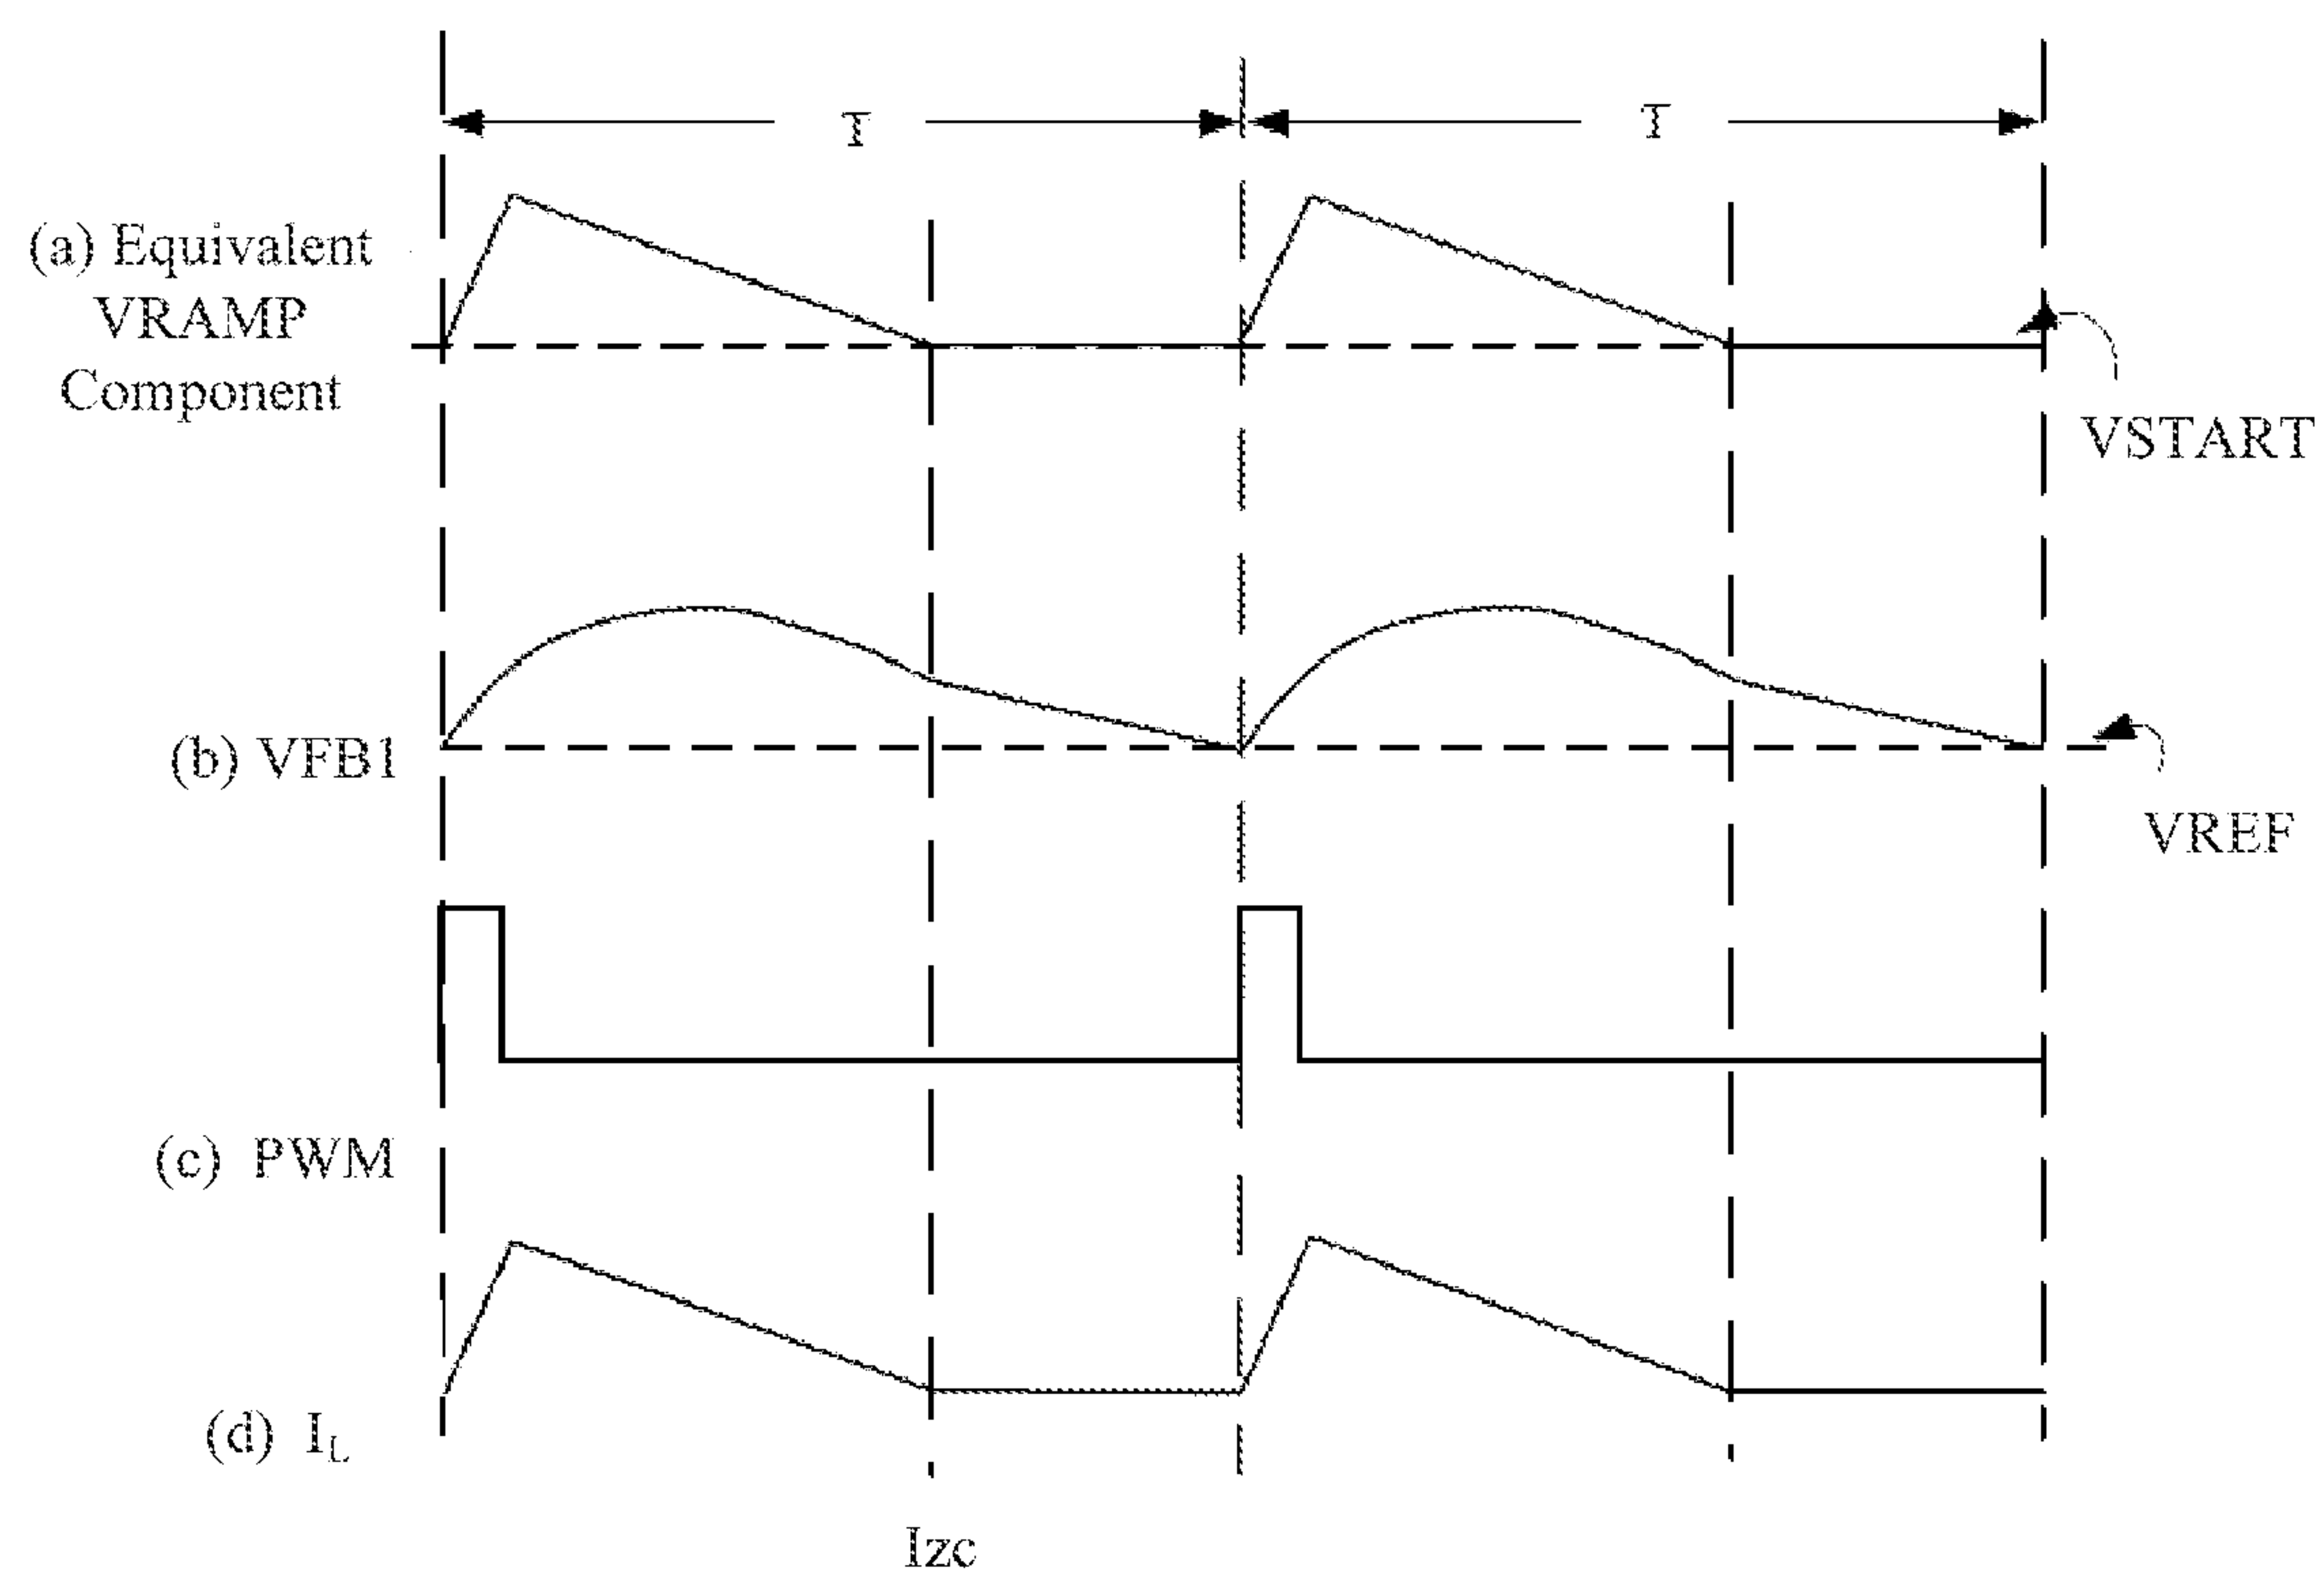 T
T
(a) Equivalent
VRAMP
Component
VSTART
(b) VFB1
VREF
(c) PWM
(d) IL
Izc